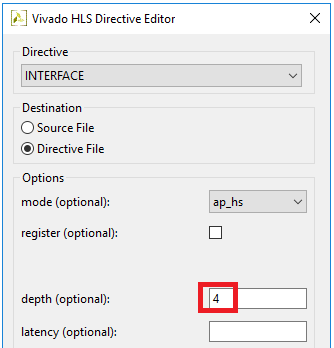 Vivado HLS Directive Editor
Directive
INTERFACE
Destination
Source File
Directive File
Options
mode (optional): ap_hs
register (optional):
depth (optional): 4
latency (optional):